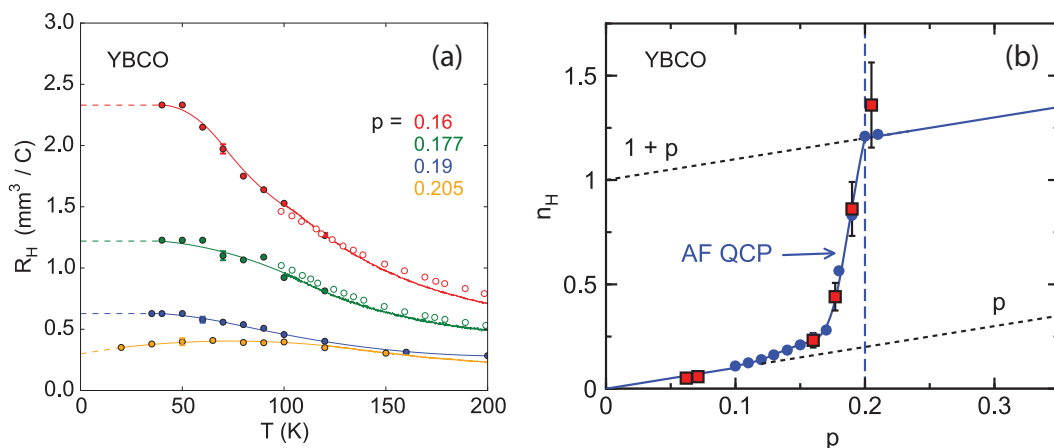 YBCO
(a)
p = 0.16
0.177
0.19
0.205
R_H (mm³ / C)
3.0
2.5
2.0
1.5
1.0
0.5
0.0
0 50 100 150 200
T (K)
YBCO
(b)
n_H
1.5
1
0.5
0
1 + p
AF QCP
p
0 0.1 0.2 0.3
p